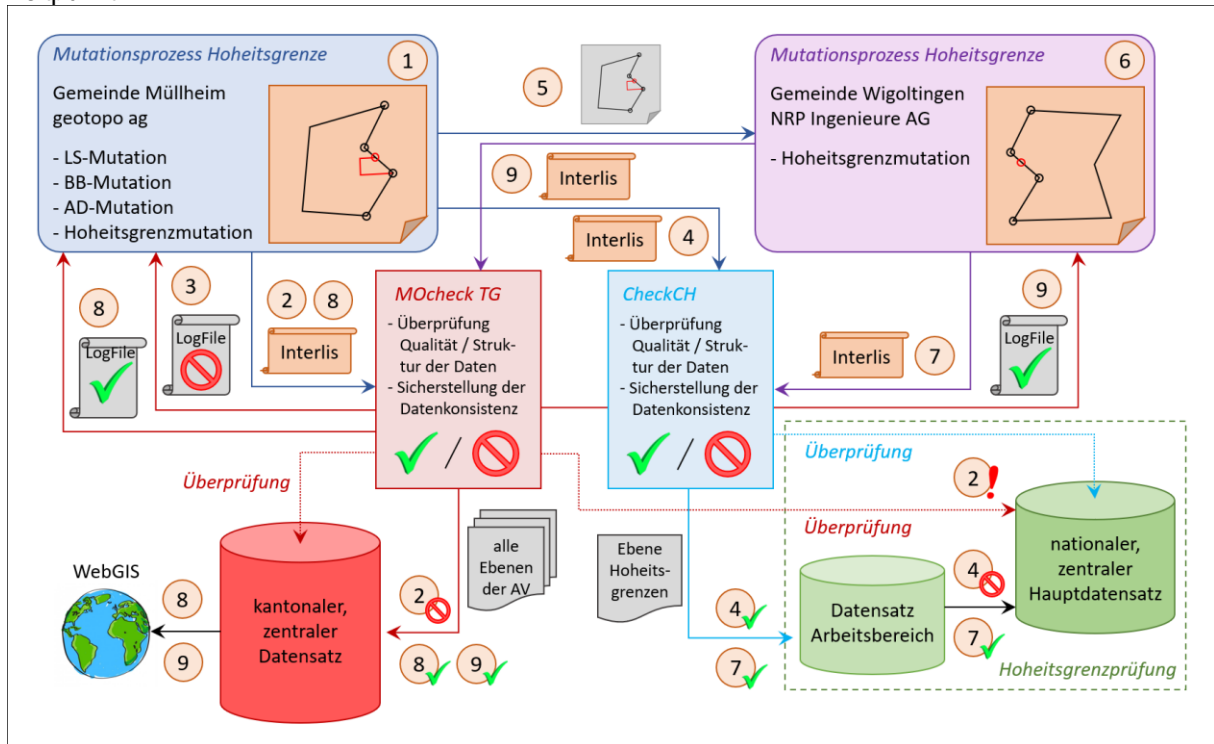 Mutationsprozess Hoheitsgrenze
1
Gemeinde Müllheim
geotopo ag
- LS-Mutation
- BB-Mutation
- AD-Mutation
- Hoheitsgrenzmutation
5
Mutationsprozess Hoheitsgrenze
6
Gemeinde Wigoltingen
NRP Ingenieure AG
- Hoheitsgrenzmutation
9
Interlis
Interlis
4
8
LogFile
3
LogFile
2
8
Interlis
MOcheck TG
- Überprüfung
Qualität / Struk-
tur der Daten
- Sicherstellung der
Datenkonsistenz
/
CheckCH
- Überprüfung
Qualität / Struk-
tur der Daten
- Sicherstellung der
Datenkonsistenz
/
Interlis
7
9
LogFile
Überprüfung
Überprüfung
2
Überprüfung
WebGIS
8
9
kantonaler,
zentraler
Datensatz
2
8
9
alle
Ebenen
der AV
Ebene
Hoheits-
grenzen
4
7
Datensatz
Arbeitsbereich
4
7
nationaler,
zentraler
Hauptdatensatz
Hoheitsgrenzprüfung